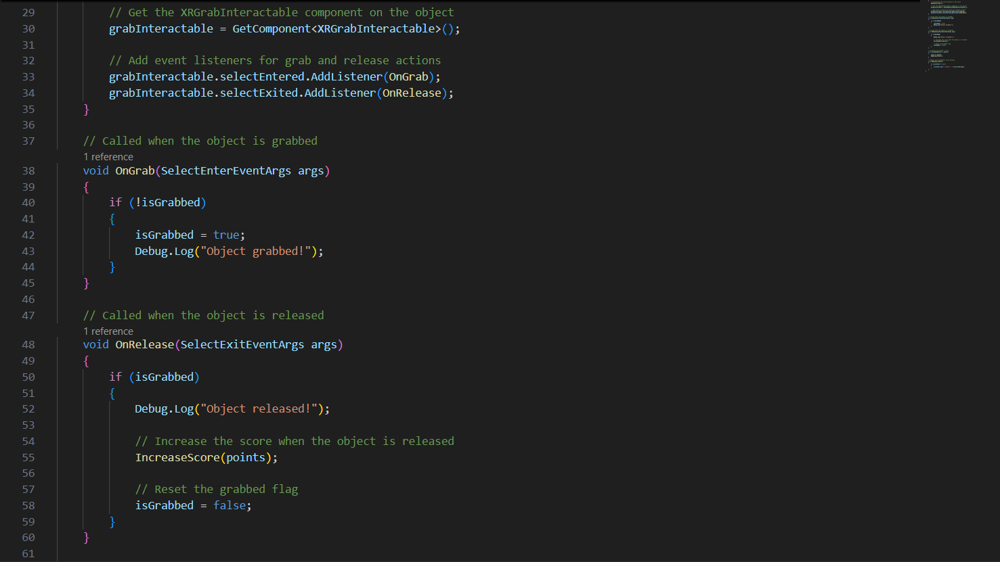 29 // Get the XRGrabInteractable component on the object
30 grabInteractable = GetComponent<XRGrabInteractable>();
31
32 // Add event listeners for grab and release actions
33 grabInteractable.selectEntered.AddListener(OnGrab);
34 grabInteractable.selectExited.AddListener(OnRelease);
35 }
36
37 // Called when the object is grabbed
1 reference
38 void OnGrab(SelectEnterEventArgs args)
39 {
40 if (!isGrabbed)
41 {
42 isGrabbed = true;
43 Debug.Log("Object grabbed!");
44 }
45 }
46
47 // Called when the object is released
1 reference
48 void OnRelease(SelectExitEventArgs args)
49 {
50 if (isGrabbed)
51 {
52 Debug.Log("Object released!");
53
54 // Increase the score when the object is released
55 IncreaseScore(points);
56
57 // Reset the grabbed flag
58 isGrabbed = false;
59 }
60 }
61